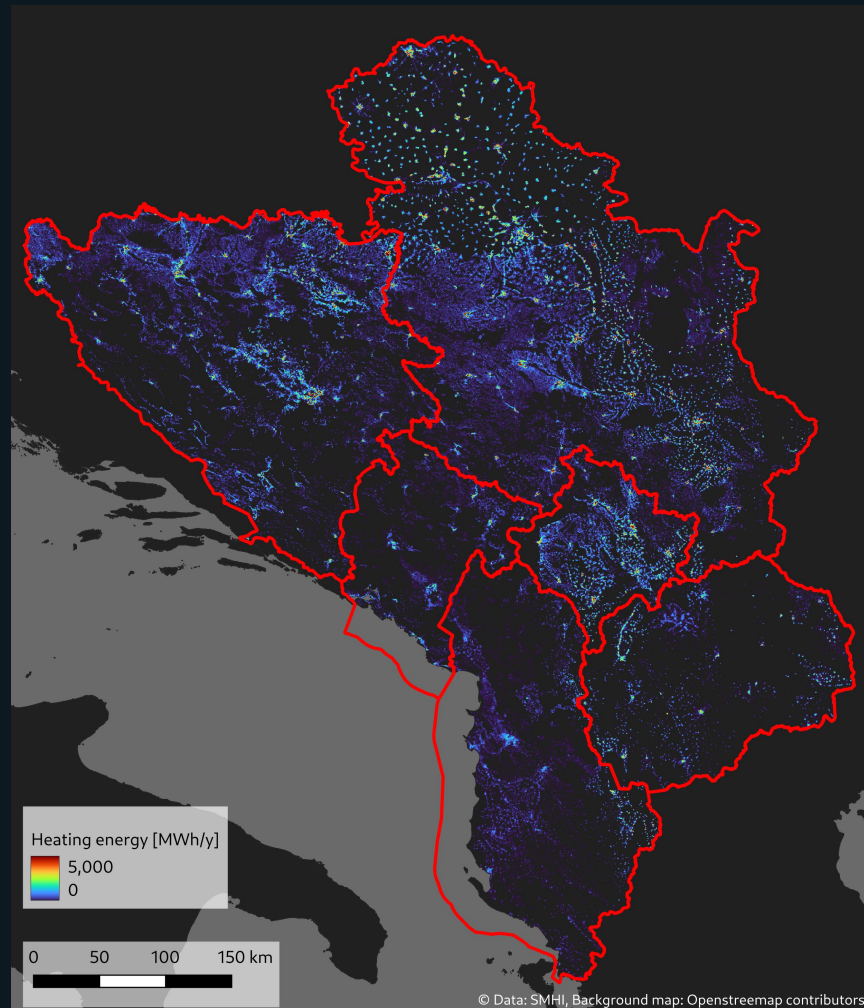 Heating energy [MWh/y]
5,000
0
0 50 100 150 km
© Data: SMHI, Background map: Openstreemap contributors